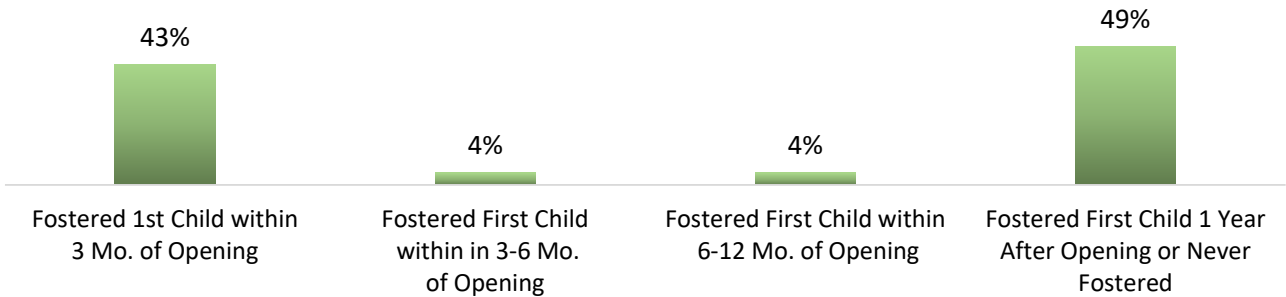 43%
4%
4%
49%
Fostered 1st Child within
3 Mo. of Opening
Fostered First Child
within in 3-6 Mo.
of Opening
Fostered First Child within
6-12 Mo. of Opening
Fostered First Child 1 Year
After Opening or Never
Fostered